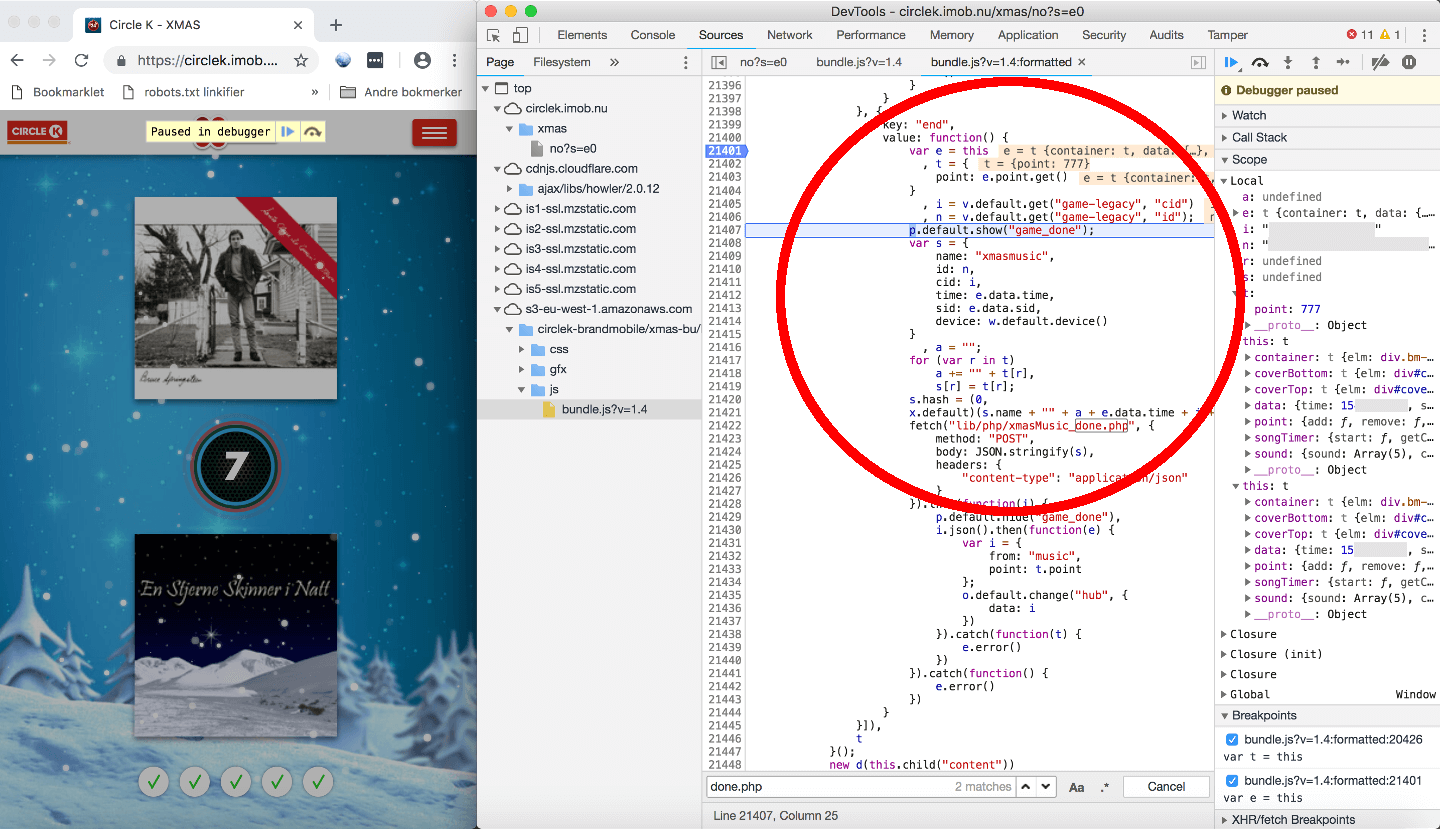 Circle K - XMAS
https://circlek.imob....
Bookmarklet
robots.txt linkifier
»
Andre bokmerker
CIRCLE K
Paused in debugger
7
En Stjerne Skinner i Natt
Bruce Springsteen
DevTools - circlek.imob.nu/xmas/no?s=e0
Elements Console Sources Network Performance Memory Application Security Audits Tamper 11 1
Page Filesystem »
no?s=e0 bundle.js?v=1.4 bundle.js?v=1.4:formatted
top
circlek.imob.nu
xmas
no?s=e0
cdnjs.cloudflare.com
ajax/libs/howler/2.0.12
is1-ssl.mzstatic.com
is2-ssl.mzstatic.com
is3-ssl.mzstatic.com
is4-ssl.mzstatic.com
is5-ssl.mzstatic.com
s3-eu-west-1.amazonaws.com
circlek-brandmobile/xmas-bu/
css
gfx
js
bundle.js?v=1.4
21396 }
21397 }
21398 }, {
21399 key: "end",
21400 value: function() {
21401 var e = this e = t {container: t, data: {…},
21402 , t = { t = {point: 777}
21403 point: e.point.get() e = t {container: t,
21404 }
21405 , i = v.default.get("game-legacy", "cid")
21406 , n = v.default.get("game-legacy", "id");
21407 p.default.show("game_done");
21408 var s = {
21409 name: "xmasmusic",
21410 id: n,
21411 cid: i,
21412 time: e.data.time,
21413 sid: e.data.sid,
21414 device: w.default.device()
21415 }
21416 , a = "";
21417 for (var r in t)
21418 a += "" + t[r],
21419 s[r] = t[r];
21420 s.hash = (0,
21421 x.default)(s.name + "" + a + e.data.time + i +
21422 fetch("lib/php/xmasMusic_done.php", {
21423 method: "POST",
21424 body: JSON.stringify(s),
21425 headers: {
21426 "content-type": "application/json"
21427 }
21428 }).then(function(i) {
21429 p.default.hide("game_done"),
21430 i.json().then(function(e) {
21431 var i = {
21432 from: "music",
21433 point: t.point
21434 };
21435 o.default.change("hub", {
21436 data: i
21437 })
21438 }).catch(function(t) {
21439 e.error()
21440 })
21441 }).catch(function() {
21442 e.error()
21443 })
21444 }
21445 }]),
21446 t
21447 }();
21448 new d(this.child("content"))
done.php 2 matches Aa .* Cancel
Line 21407, Column 25
Debugger paused
Watch
Call Stack
Scope
Local
a: undefined
e: t {container: t, data: {…
i: " "
n: " …
r: undefined
s: undefined
t:
point: 777
__proto__: Object
this: t
container: t {elm: div.bm-…
coverBottom: t {elm: div#c…
coverTop: t {elm: div#cove…
data: {time: 15 , s…
point: {add: ƒ, remove: ƒ,…
songTimer: {start: ƒ, getC…
sound: {sound: Array(5), c…
__proto__: Object
this: t
container: t {elm: div.bm-…
coverBottom: t {elm: div#c…
coverTop: t {elm: div#cove…
data: {time: 15 , s…
point: {add: ƒ, remove: ƒ,…
songTimer: {start: ƒ, getC…
sound: {sound: Array(5), c…
__proto__: Object
Closure
Closure (init)
Closure
Global Window
Breakpoints
bundle.js?v=1.4:formatted:20426
var t = this
bundle.js?v=1.4:formatted:21401
var e = this
XHR/fetch Breakpoints